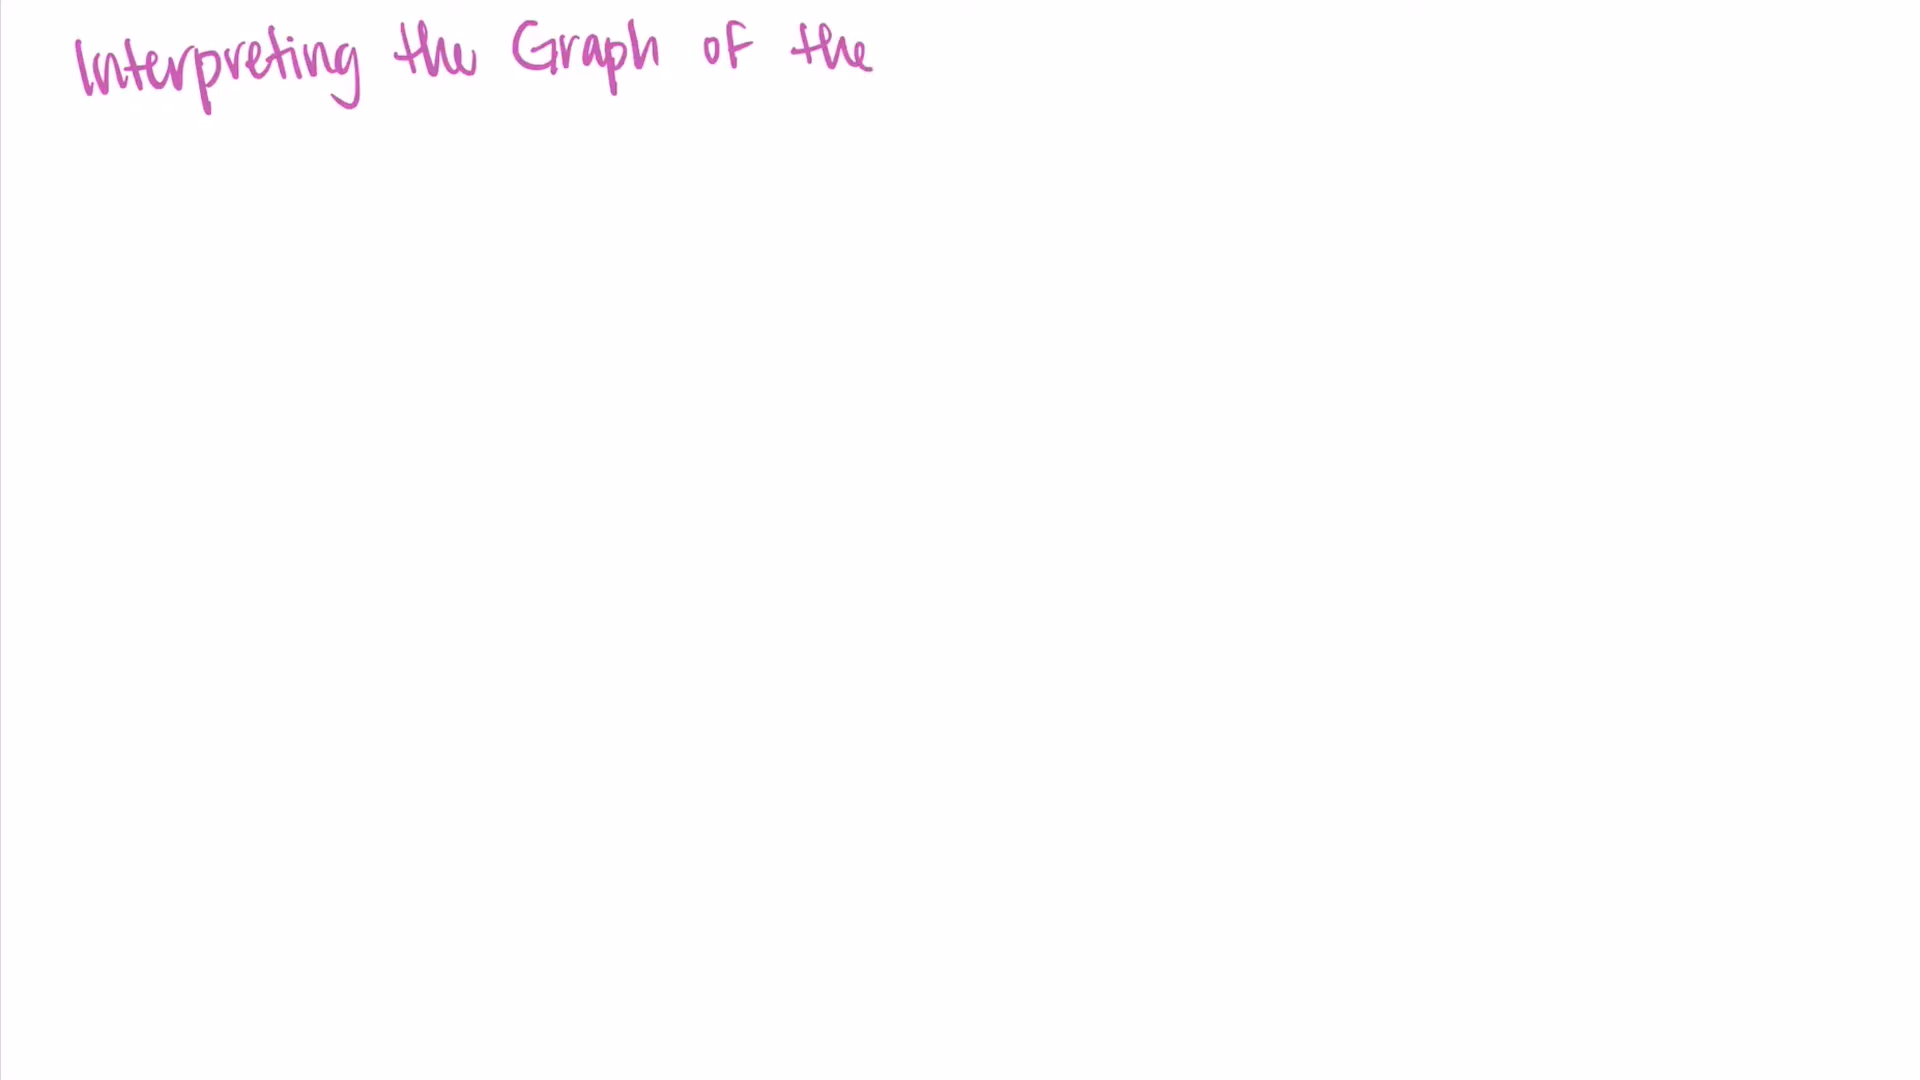 Interpreting the Graph of the